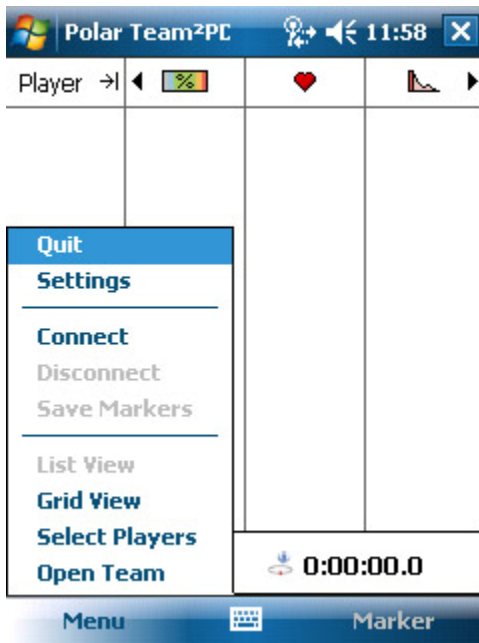 Polar Team²PC 11:58
Player %
Quit
Settings
Connect
Disconnect
Save Markers
List View
Grid View
Select Players
Open Team
0:00:00.0
Menu Marker